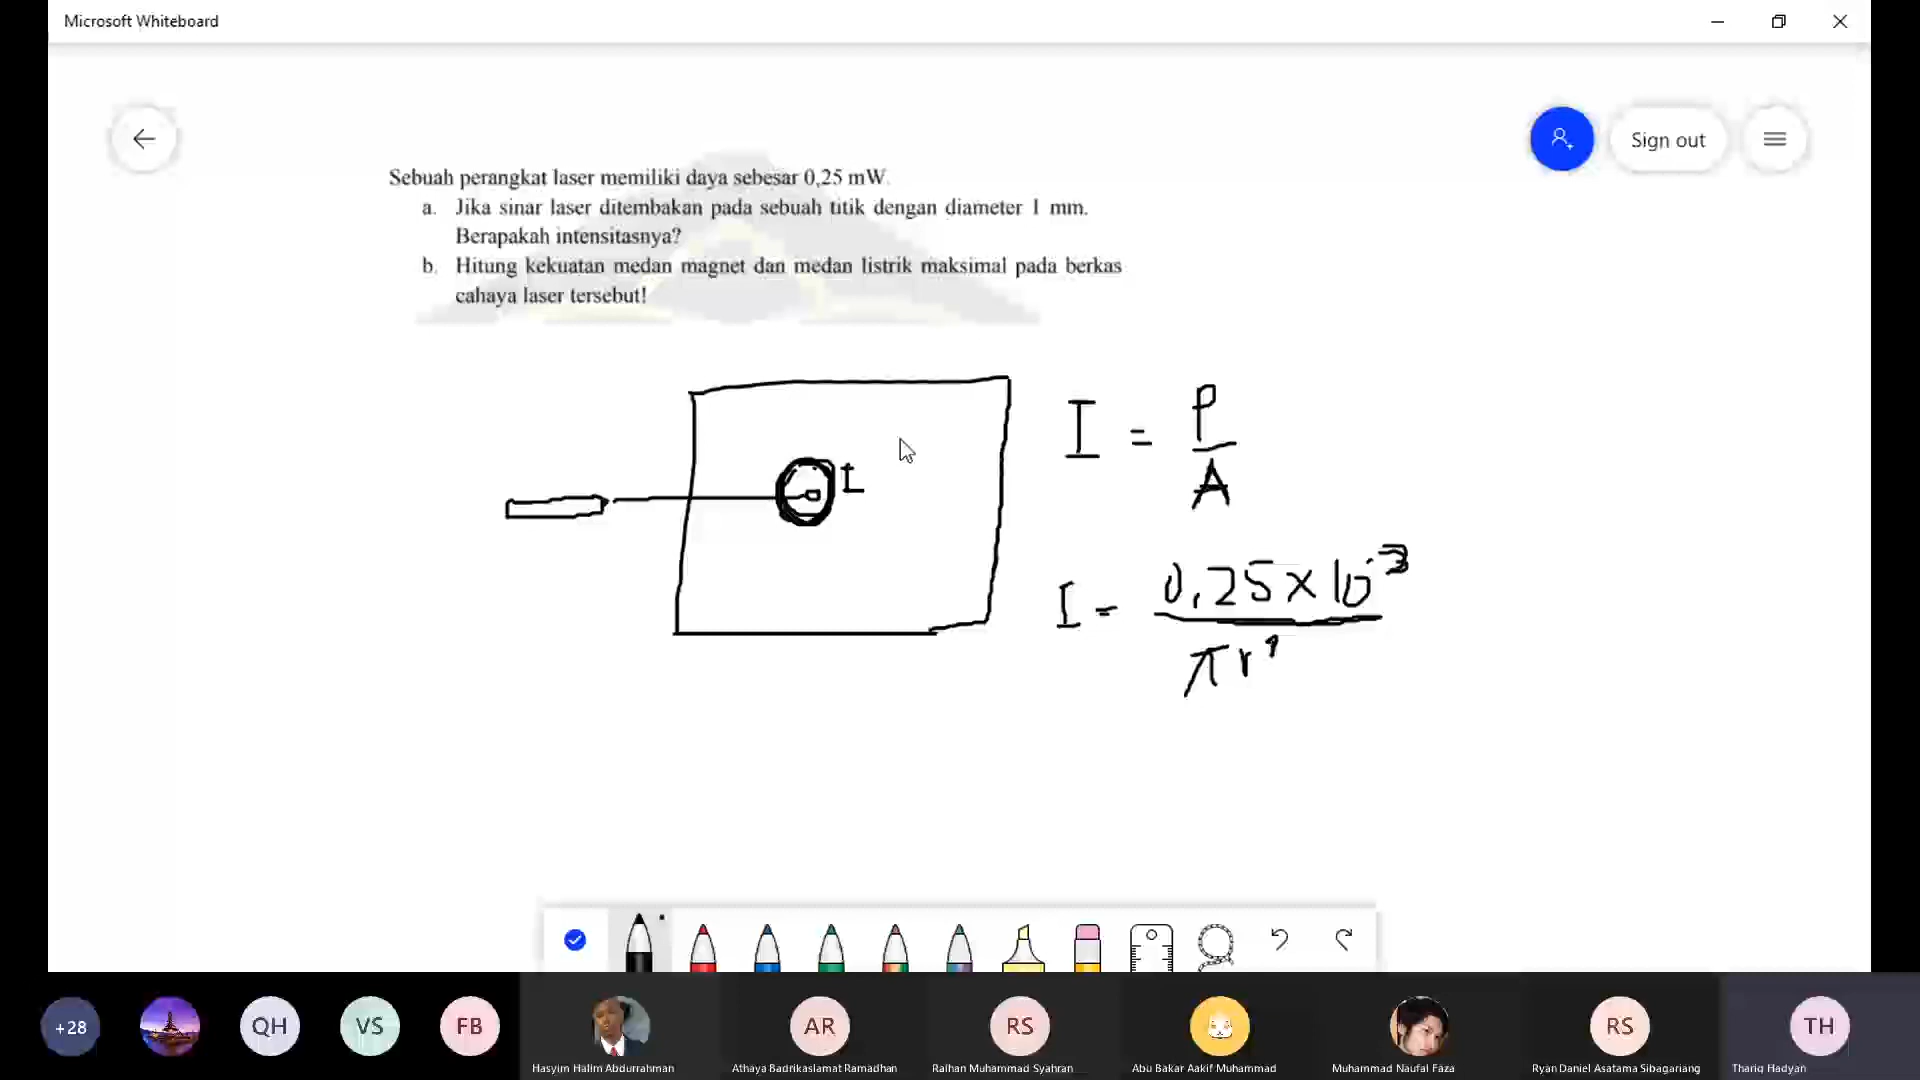 Microsoft Whiteboard
Sign out
Sebuah perangkat laser memiliki daya sebesar 0,25 mW.
a. Jika sinar laser ditembakan pada sebuah titik dengan diameter 1 mm.
Berapakah intensitasnya?
b. Hitung kekuatan medan magnet dan medan listrik maksimal pada berkas
cahaya laser tersebut!
I
I = P/A
I = 0,25 × 10⁻³
π r
+28
QH
VS
FB
AR
RS
RS
TH
Hasyim Halim Abdurrahman
Athaya Badrikaslamat Ramadhan
Raihan Muhammad Syahran
Abu Bakar Aakif Muhammad
Muhammad Naufal Faza
Ryan Daniel Asatama Sibagariang
Thariq Hadyan